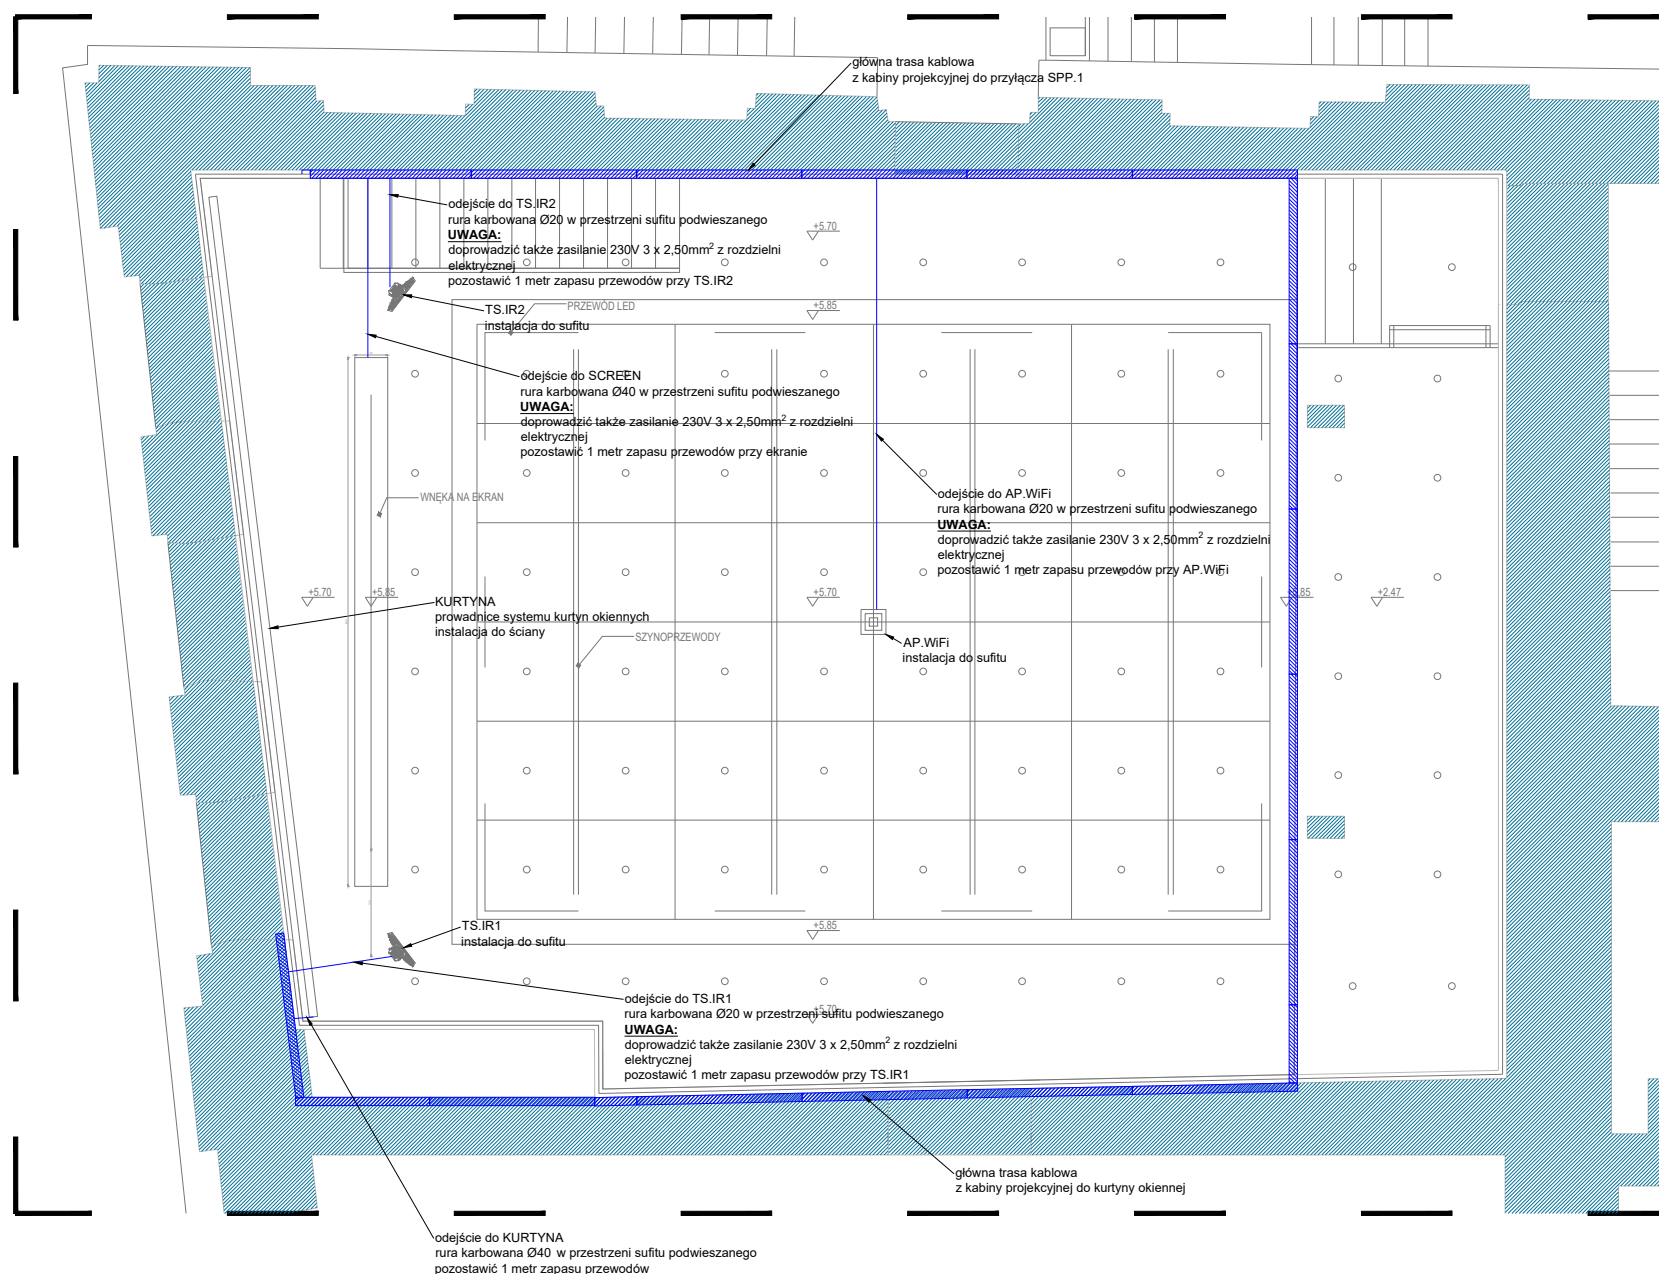 główna trasa kablowa
z kabiny projekcyjnej do przyłącza SPP.1
odejście do TS.IR2
rura karbowana Ø20 w przestrzeni sufitu podwieszanego
UWAGA:
doprowadzić także zasilanie 230V 3 x 2,50mm² z rozdzielni
elektrycznej
pozostawić 1 metr zapasu przewodów przy TS.IR2
+5.70
TS.IR2
instalacja do sufitu
PRZEWÓD LED
+5.85
odejście do SCREEN
rura karbowana Ø40 w przestrzeni sufitu podwieszanego
UWAGA:
doprowadzić także zasilanie 230V 3 x 2,50mm² z rozdzielni
elektrycznej
pozostawić 1 metr zapasu przewodów przy ekranie
WNĘKA NA EKRAN
odejście do AP.WiFi
rura karbowana Ø20 w przestrzeni sufitu podwieszanego
UWAGA:
doprowadzić także zasilanie 230V 3 x 2,50mm² z rozdzielni
elektrycznej
pozostawić 1 metr zapasu przewodów przy AP.WiFi
+5.70
+5.85
+5.70
+5.85
+2.47
KURTYNA
prowadnice systemu kurtyn okiennych
instalacja do ściany
SZYNOPRZEWODY
AP.WiFi
instalacja do sufitu
TS.IR1
instalacja do sufitu
+5.85
odejście do TS.IR1
rura karbowana Ø20 w przestrzeni sufitu podwieszanego
+5.70
UWAGA:
doprowadzić także zasilanie 230V 3 x 2,50mm² z rozdzielni
elektrycznej
pozostawić 1 metr zapasu przewodów przy TS.IR1
główna trasa kablowa
z kabiny projekcyjnej do kurtyny okiennej
odejście do KURTYNA
rura karbowana Ø40 w przestrzeni sufitu podwieszanego
pozostawić 1 metr zapasu przewodów